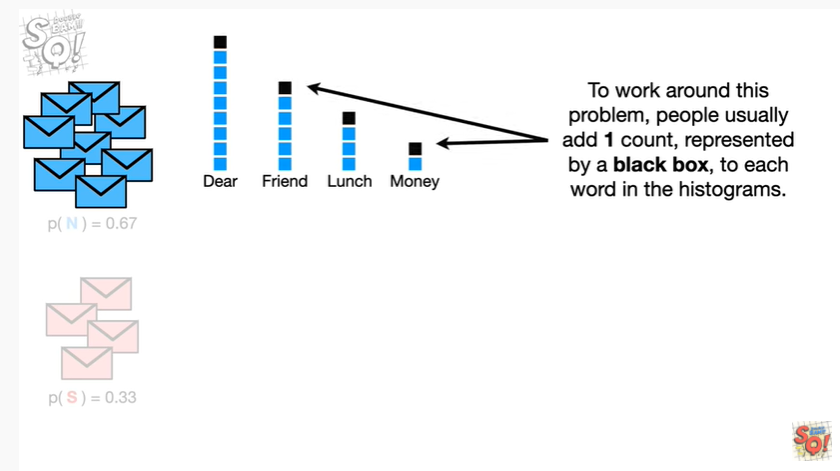 To work around this
problem, people usually
add 1 count, represented
by a black box, to each
word in the histograms.
Dear Friend Lunch Money
p( N ) = 0.67
p( S ) = 0.33